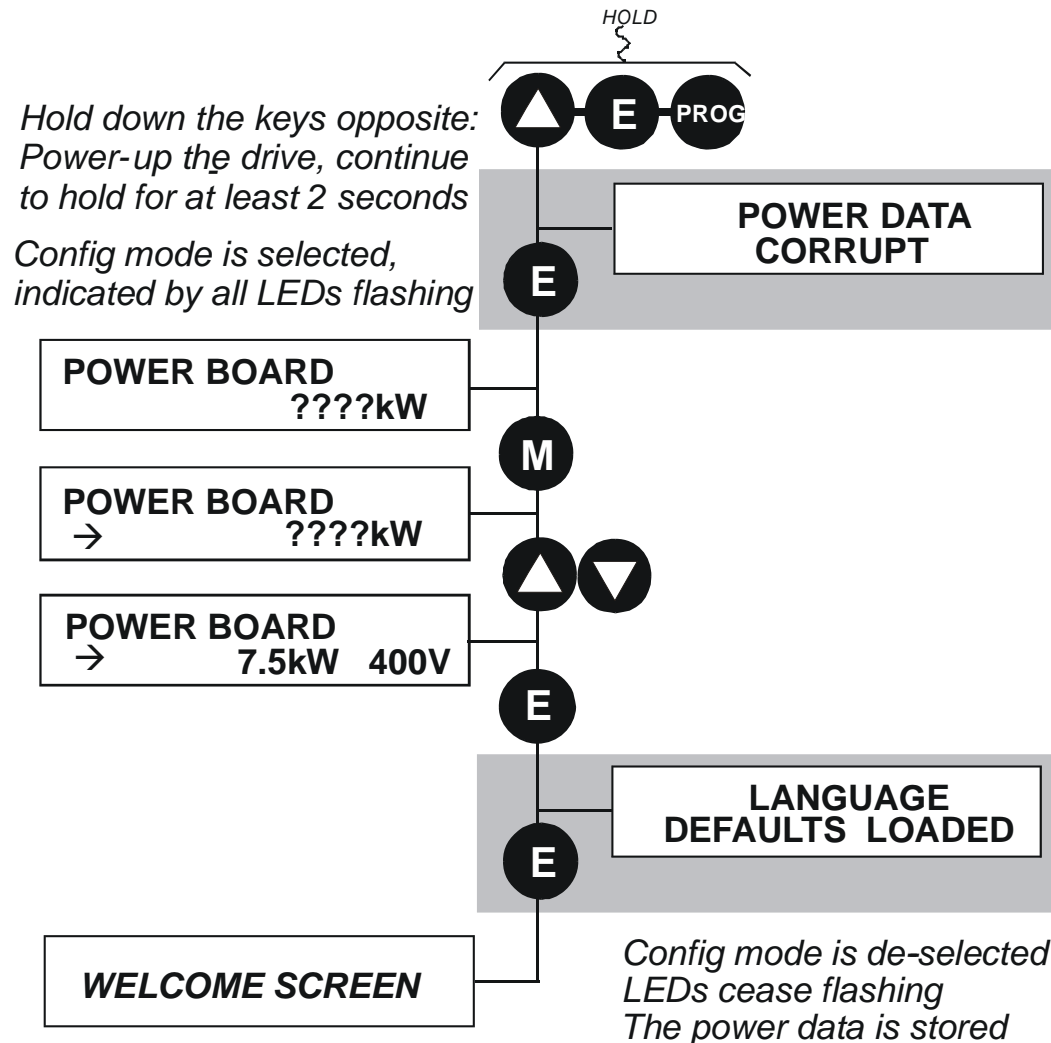 HOLD
E PROG
Hold down the keys opposite:
Power-up the drive, continue
to hold for at least 2 seconds
POWER DATA
CORRUPT
Config mode is selected,
indicated by all LEDs flashing
E
POWER BOARD
????kW
M
POWER BOARD
→ ????kW
POWER BOARD
→ 7.5kW 400V
E
LANGUAGE
DEFAULTS LOADED
E
WELCOME SCREEN
Config mode is de-selected
LEDs cease flashing
The power data is stored